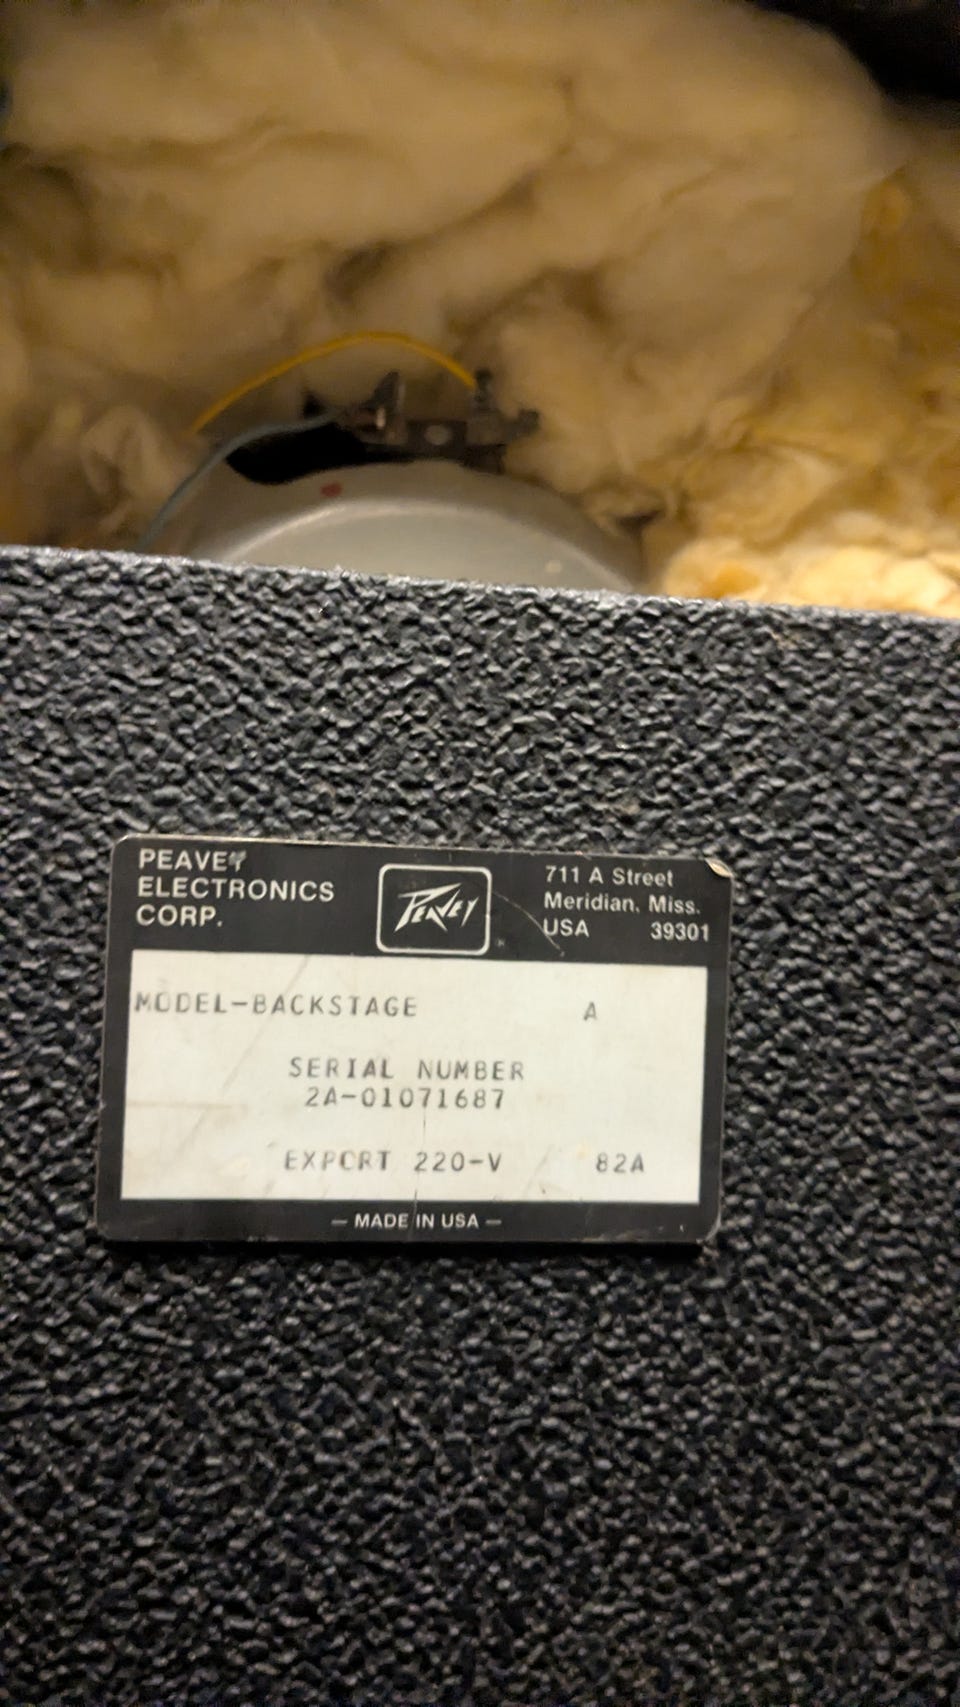 PEAVEY
ELECTRONICS
CORP.
PEAVEY
711 A Street
Meridian, Miss.
USA 39301
MODEL-BACKSTAGE A
SERIAL NUMBER
2A-01071687
EXPORT 220-V 82A
— MADE IN USA —